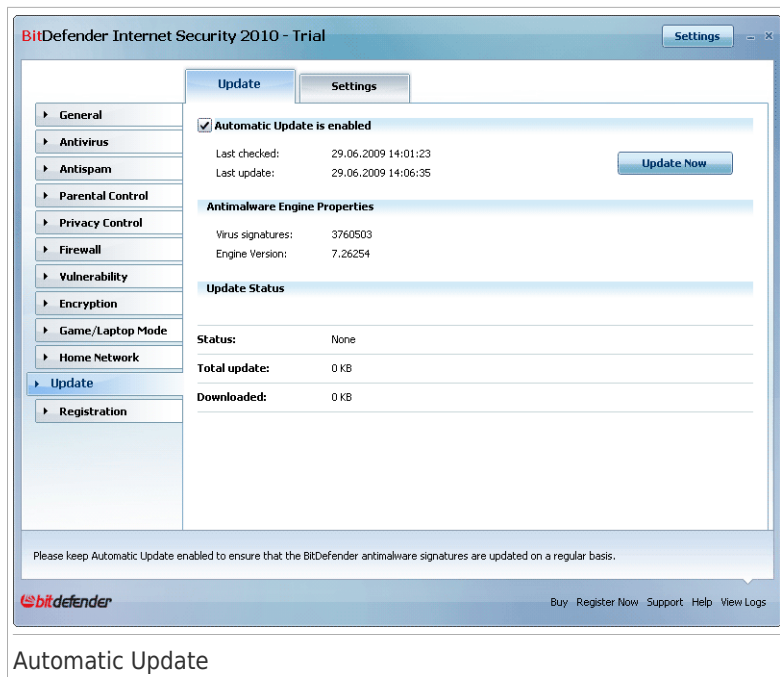 BitDefender Internet Security 2010 - Trial
Settings
Update
Settings
General
Antivirus
Antispam
Parental Control
Privacy Control
Firewall
Vulnerability
Encryption
Game/Laptop Mode
Home Network
Update
Registration
Automatic Update is enabled
Last checked: 29.06.2009 14:01:23
Last update: 29.06.2009 14:06:35
Update Now
Antimalware Engine Properties
Virus signatures: 3760503
Engine Version: 7.26254
Update Status
Status: None
Total update: 0 KB
Downloaded: 0 KB
Please keep Automatic Update enabled to ensure that the BitDefender antimalware signatures are updated on a regular basis.
bitdefender
Buy Register Now Support Help View Logs
Automatic Update